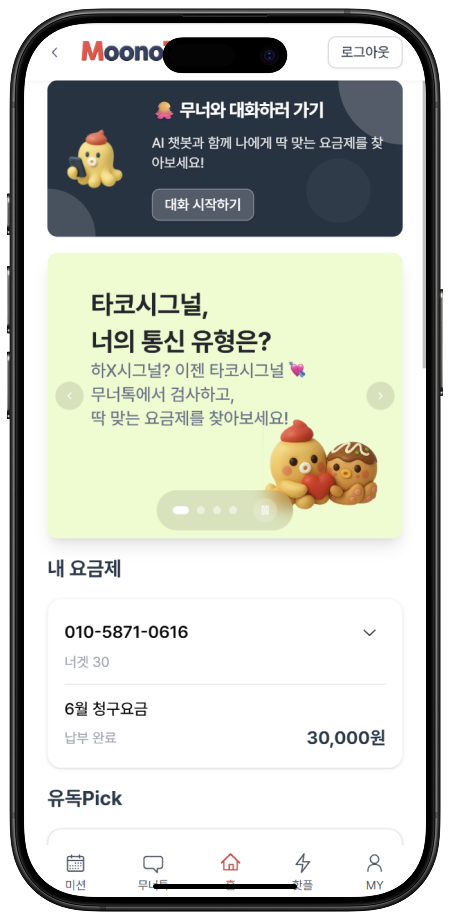 로그아웃
무너와 대화하러 가기
AI 챗봇과 함께 나에게 딱 맞는 요금제를 찾
아보세요!
대화 시작하기
타코시그널,
너의 통신 유형은?
하X시그널? 이젠 타코시그널 💘
무너톡에서 검사하고,
딱 맞는 요금제를 찾아보세요!
내 요금제
010-5871-0616
너겟 30
6월 청구요금
납부 완료
30,000원
유독Pick
미션
홈
핫플
MY